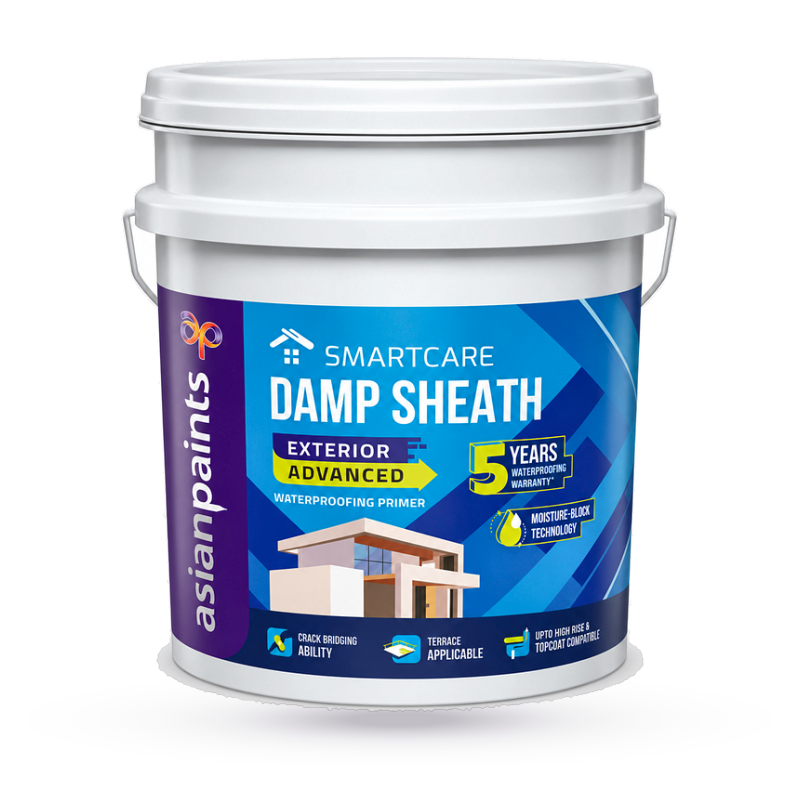 asianpaints
SMARTCARE
DAMP SHEATH
EXTERIOR
ADVANCED
WATERPROOFING PRIMER
5 YEARS
WATERPROOFING
WARRANTY*
MOISTURE-BLOCK
TECHNOLOGY
CRACK BRIDGING
ABILITY
TERRACE
APPLICABLE
UPTO HIGH RISE &
TOPCOAT COMPATIBLE